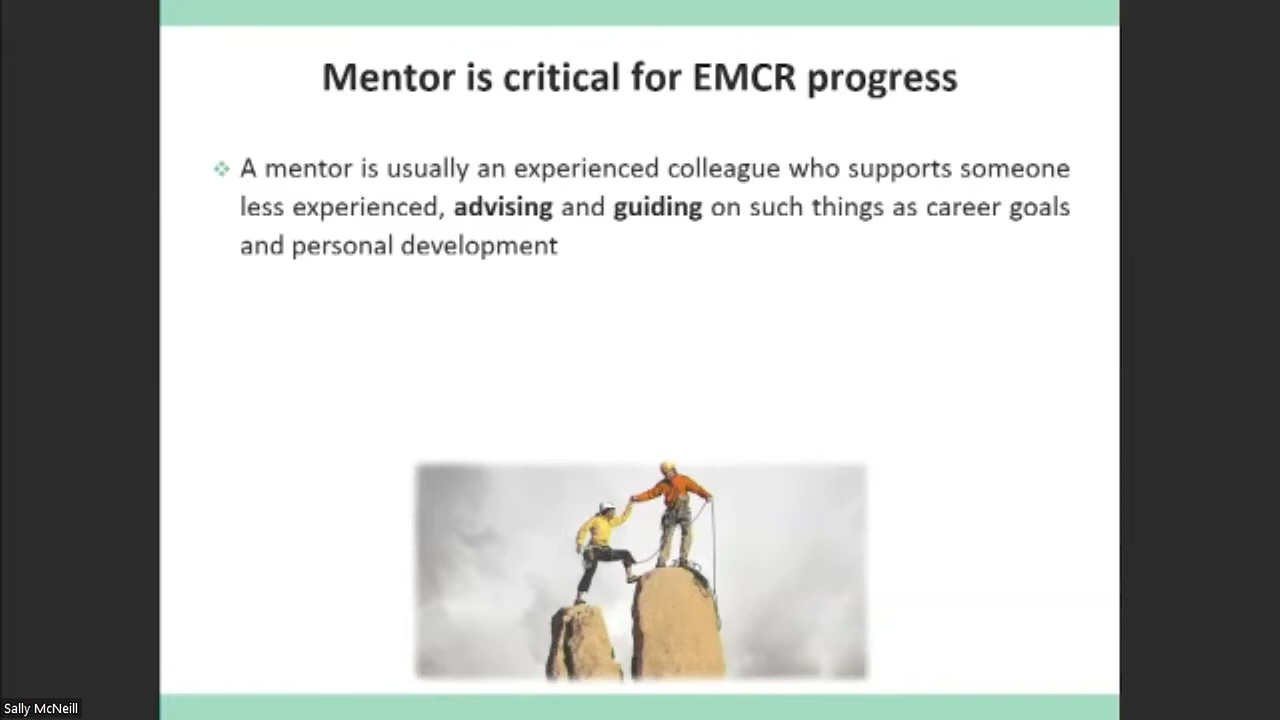 Mentor is critical for EMCR progress
A mentor is usually an experienced colleague who supports someone
less experienced, advising and guiding on such things as career goals
and personal development
Sally McNeill